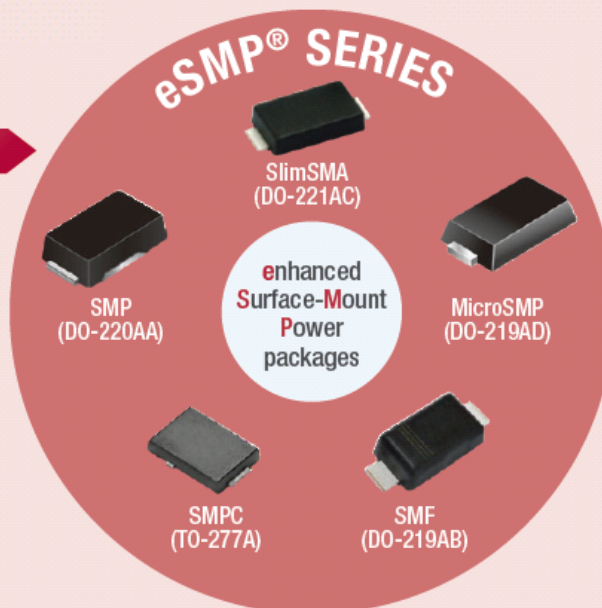 eSMP® SERIES
SlimSMA
(DO-221AC)
SMP
(DO-220AA)
enhanced
Surface-Mount
Power
packages
MicroSMP
(DO-219AD)
SMPC
(TO-277A)
SMF
(DO-219AB)